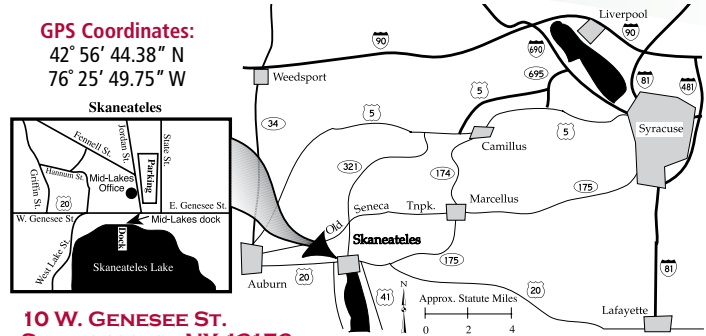 GPS Coordinates:
42° 56' 44.38" N
76° 25' 49.75" W
Skaneateles
Fennell St.
Jordan St.
State St.
Parking
Hannum St.
Mid-Lakes
Office
Griffin St.
20
W. Genesee St.
E. Genesee St.
Mid-Lakes dock
Dock
West Lake St.
Skaneateles Lake
10 W. Genesee St.
Liverpool
90
90
690
Weedsport
695
81
481
5
34
5
Syracuse
Camillus
321
174
175
Marcellus
Old Seneca Tnpk.
Skaneateles
175
Auburn
20
41
20
81
N
Approx. Statute Miles
0 2 4
Lafayette